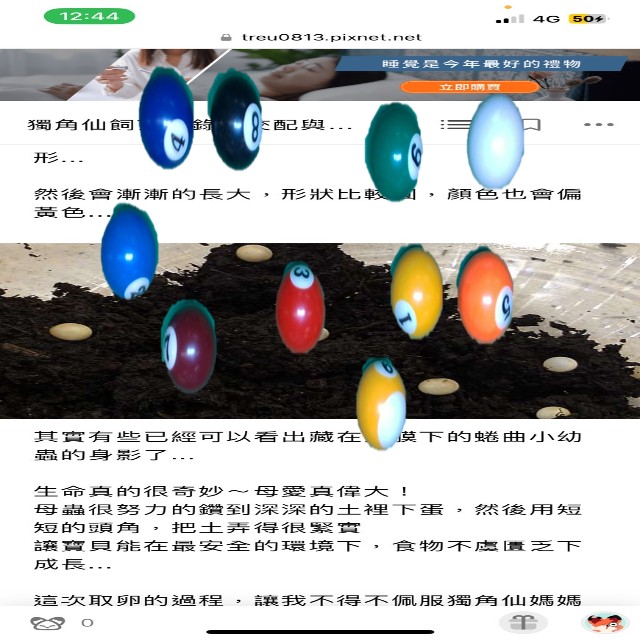 12:44
4G 50
treu0813.pixnet.net
睡覺是今年最好的禮物
立即購買
獨角仙飼 配與...
形...
然後會漸漸的長大，形狀比較 ，顏色也會偏
黃色...
4
8
5
3
1
7
其實有些已經可以看出藏在 膜下的蜷曲小幼
蟲的身影了...
生命真的很奇妙～母愛真偉大！
母蟲很努力的鑽到深深的土裡下蛋，然後用短
短的頭角，把土弄得很緊實
讓寶貝能在最安全的環境下，食物不虞匱乏下
成長...
這次取卵的過程，讓我不得不佩服獨角仙媽媽
0